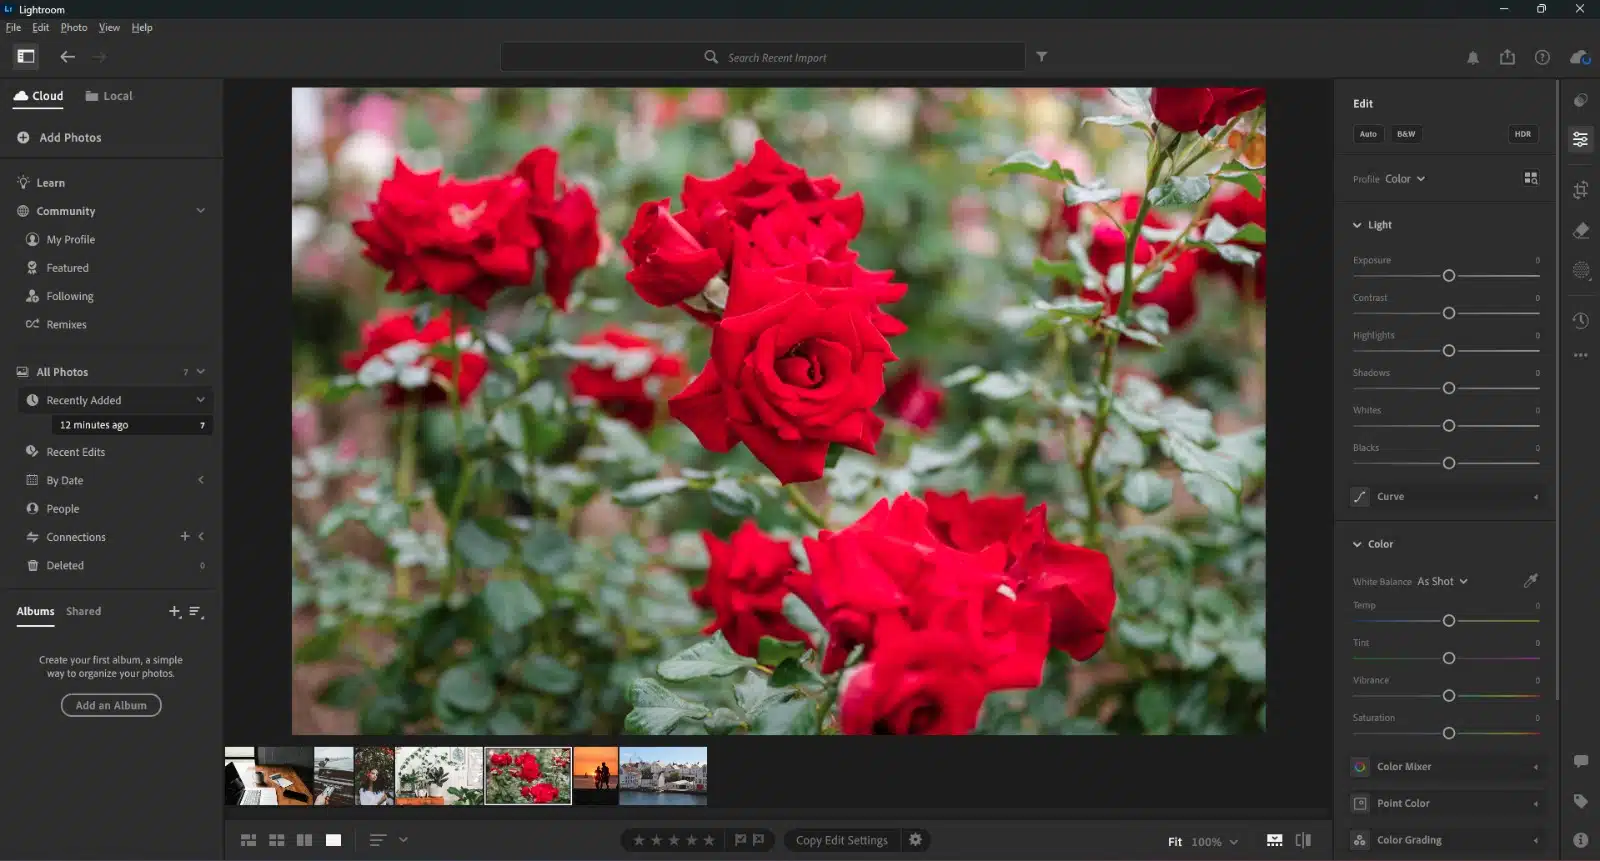 Lr Lightroom
File Edit Photo View Help
Search Recent Import
Cloud Local
Add Photos
Learn
Community
My Profile
Featured
Following
Remixes
All Photos 7
Recently Added
12 minutes ago 7
Recent Edits
By Date
People
Connections
Deleted 0
Albums Shared
Create your first album, a simple
way to organize your photos.
Add an Album
Copy Edit Settings
Fit 100%
Edit
Auto B&W HDR
Profile Color
Light
Exposure 0
Contrast 0
Highlights 0
Shadows 0
Whites 0
Blacks 0
Curve
Color
White Balance As Shot
Temp 0
Tint 0
Vibrance 0
Saturation 0
Color Mixer
Point Color
Color Grading